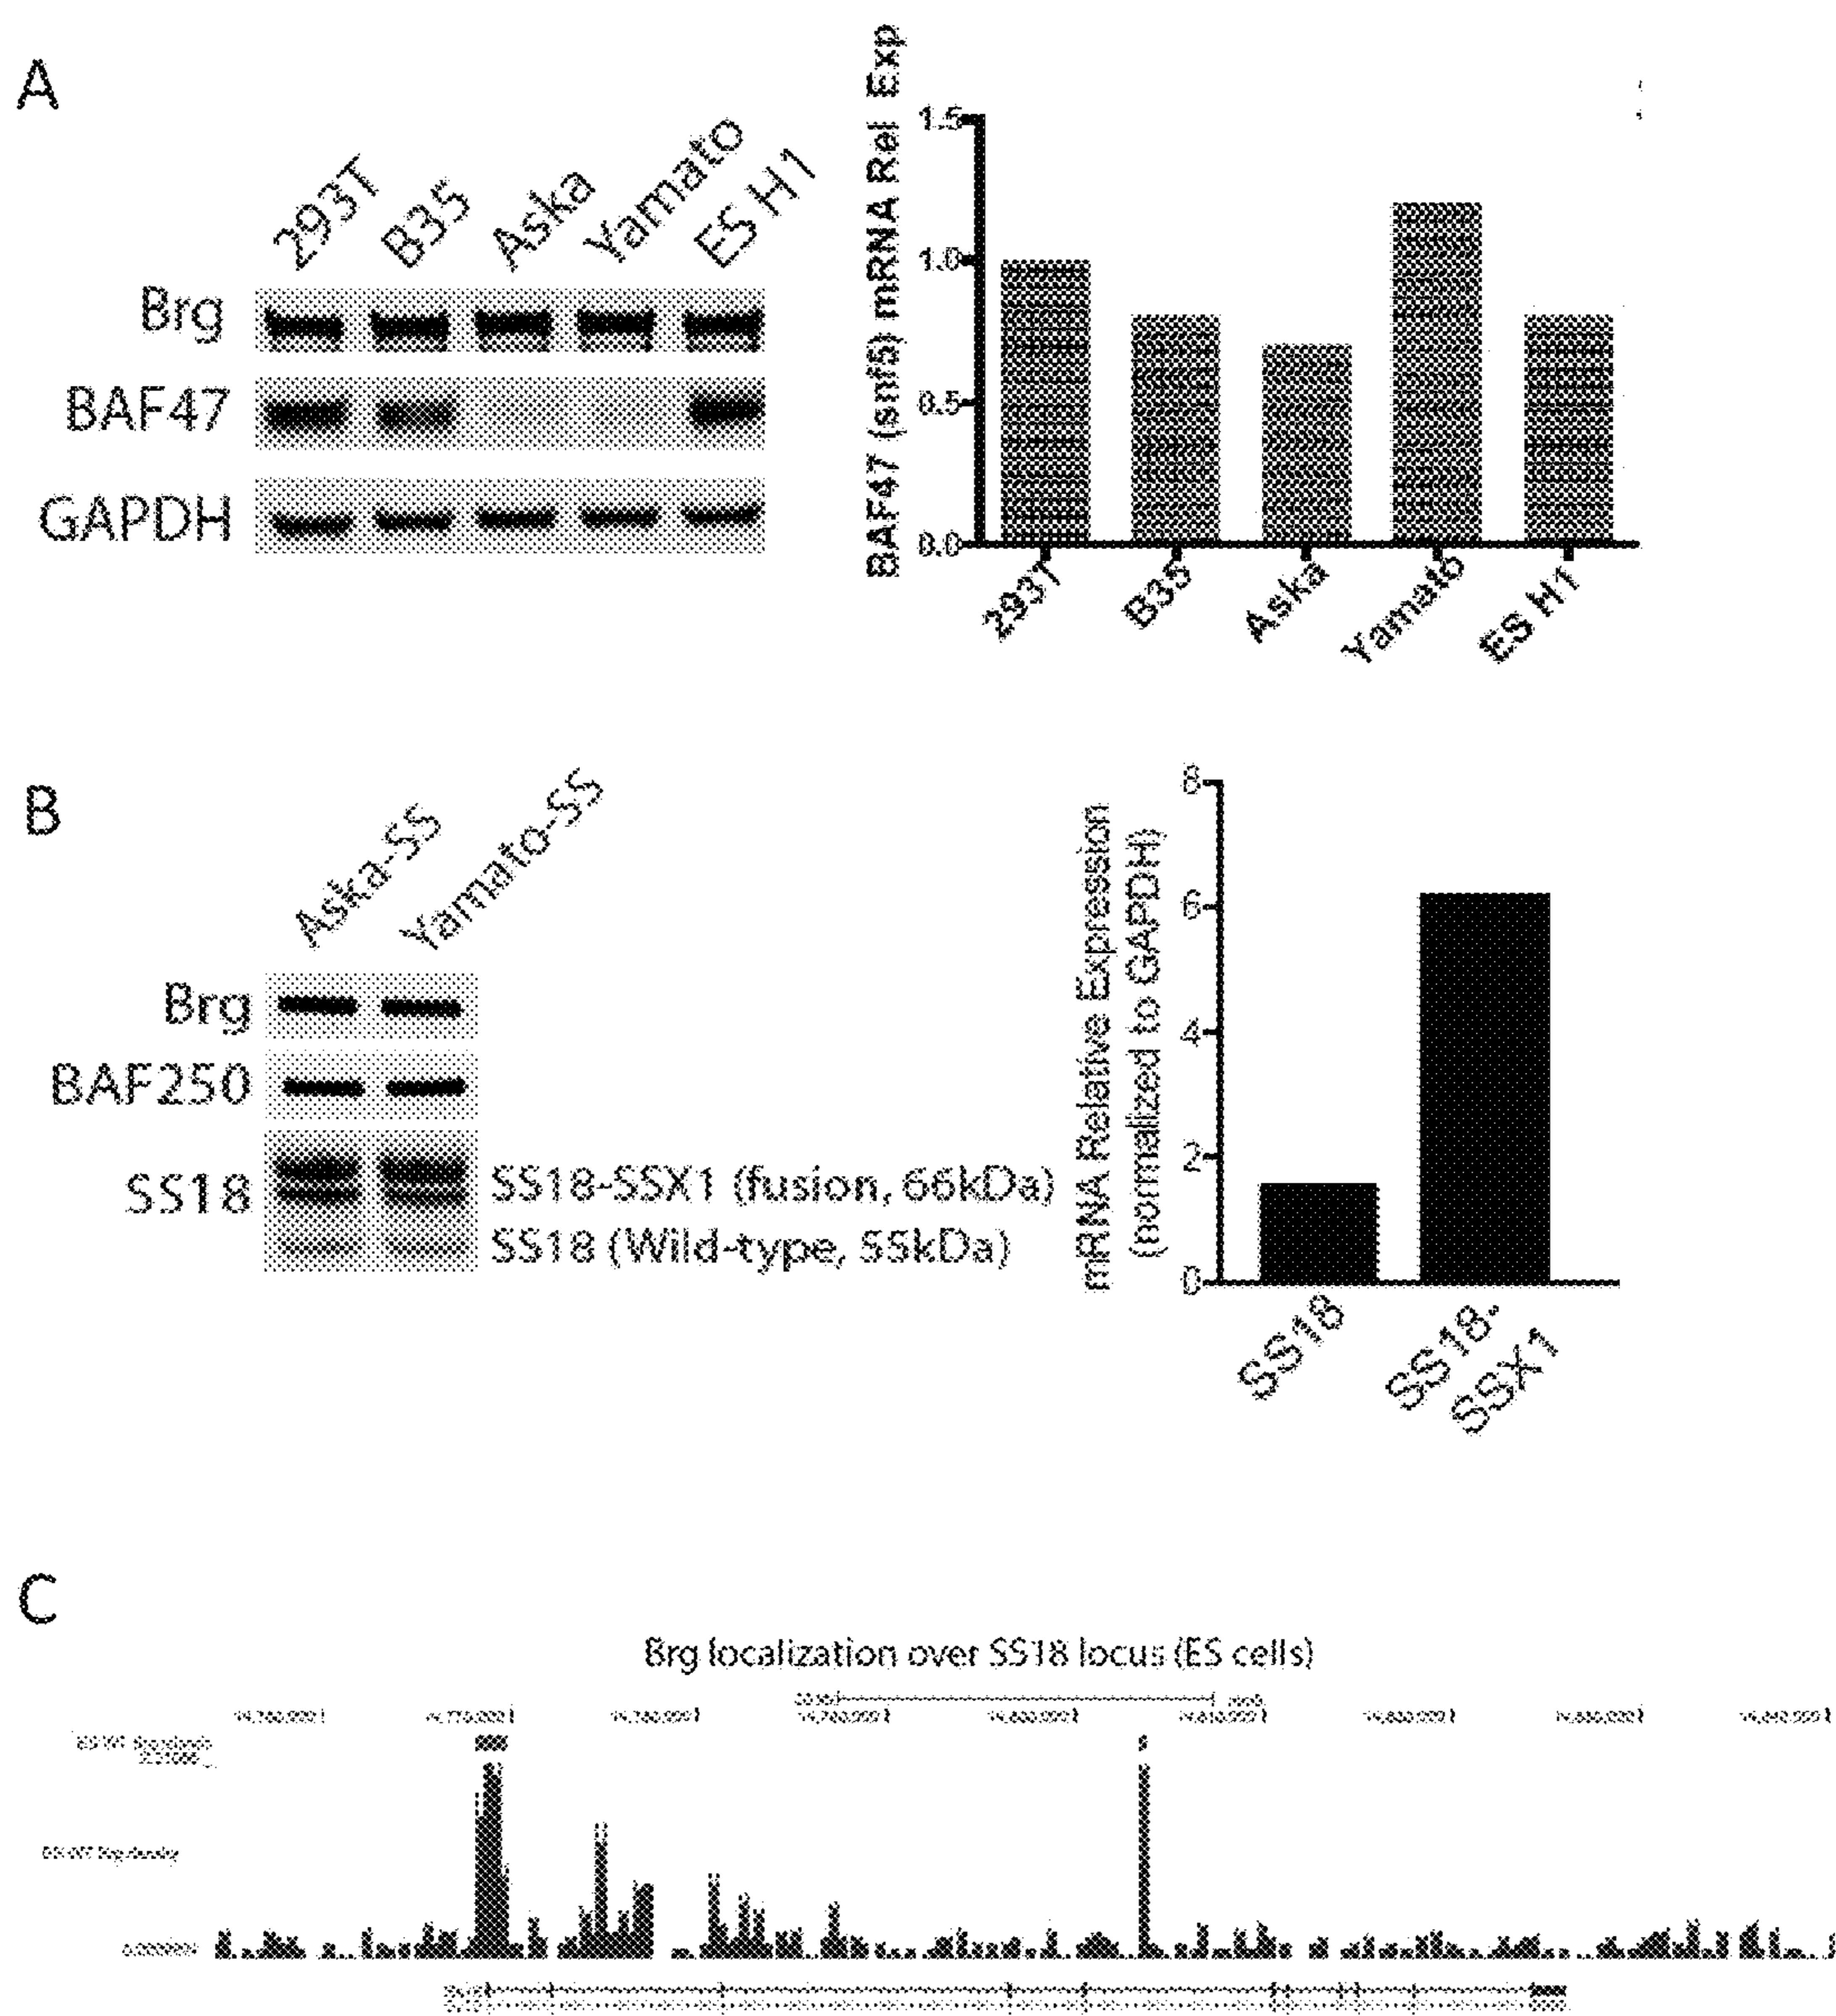 A
293T
B35
Aska
Yamato
ES H1
Brg
BAF47
GAPDH
BAF47 (snf5) mRNA Rel Exp
1.5
1.0
0.5
0.0
293T
B35
Aska
Yamato
ES H1
B
Aska-SS
Yamato-SS
Brg
BAF250
SS18
SS18-SSX1 (fusion, 66kDa)
SS18 (Wild-type, 55kDa)
mRNA Relative Expression
(normalized to GAPDH)
8
6
4
2
0
SS18
SS18-
SSX1
C
Brg localization over SS18 locus (ES cells)